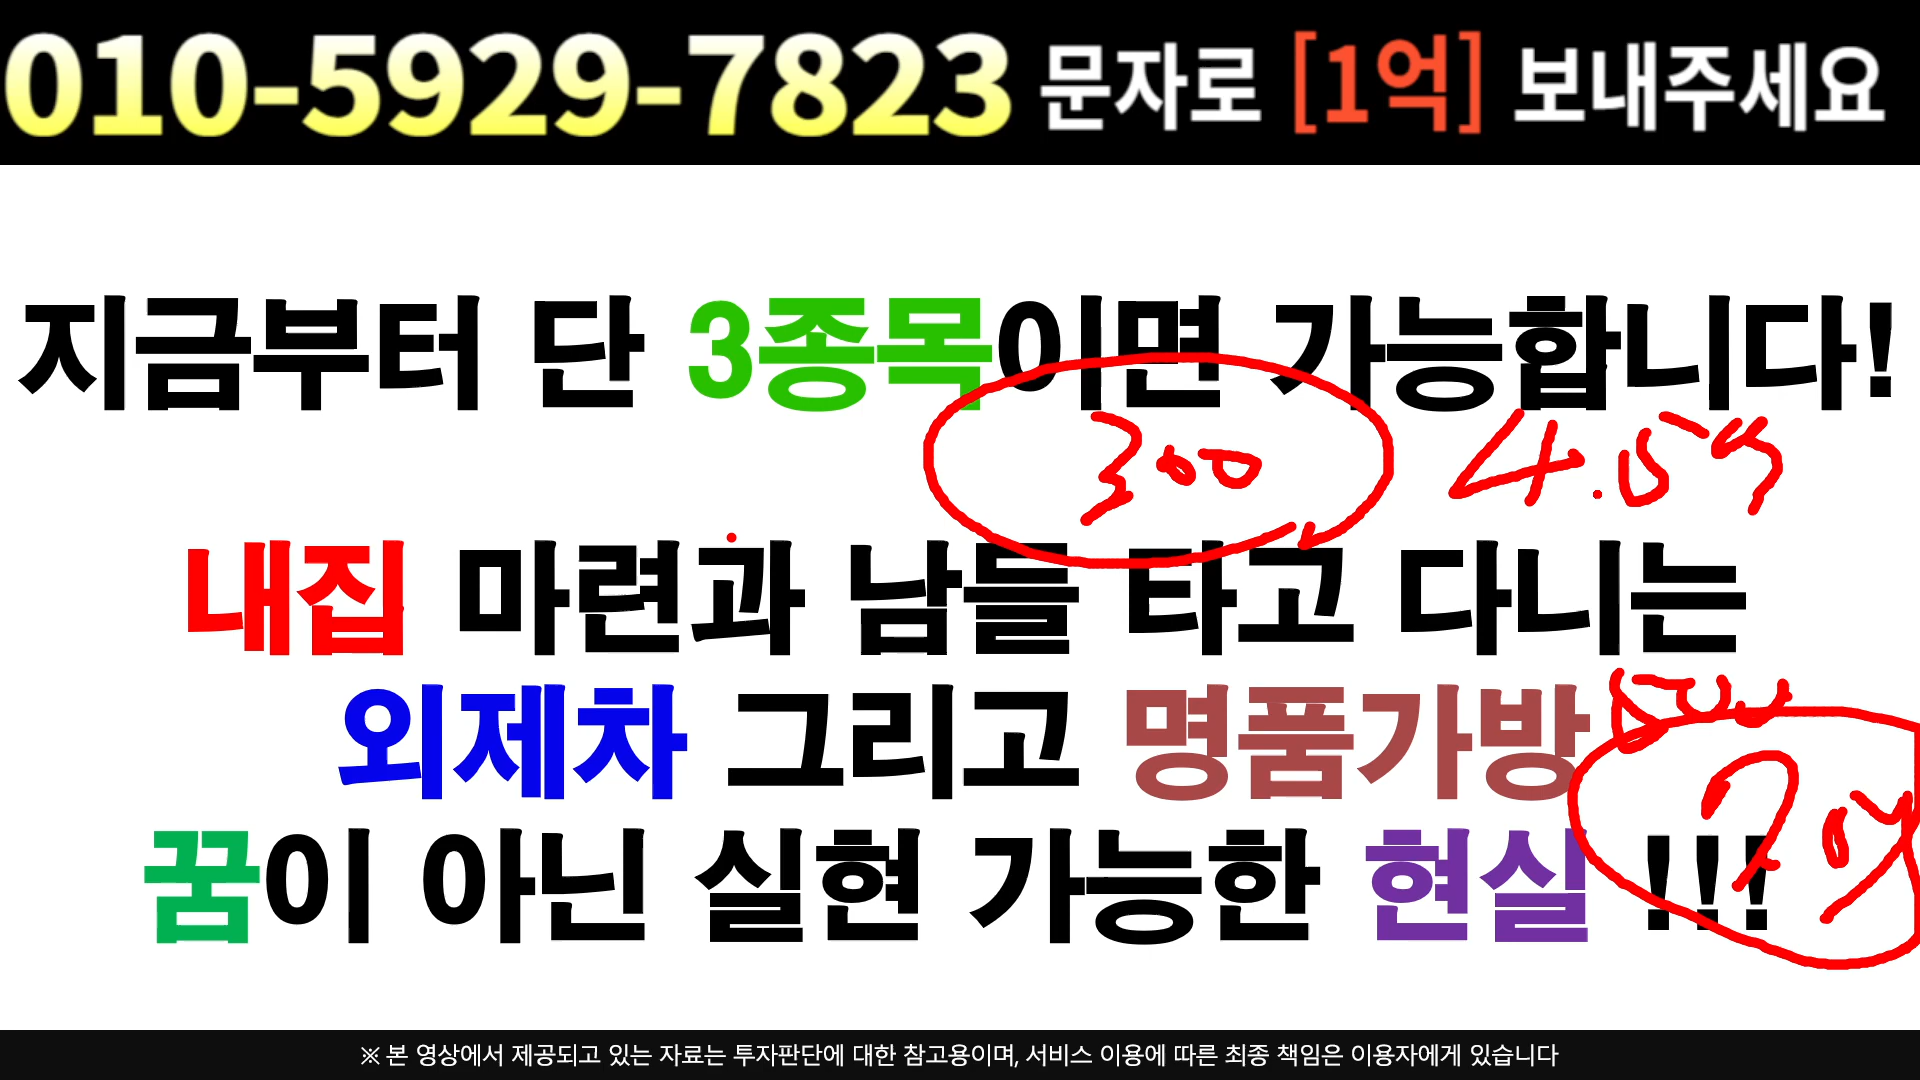 010-5929-7823 문자로 [1억] 보내주세요
지금부터 단 3종목이면 가능합니다!
300
4.5억
내집 마련과 남들 타고 다니는
외제차 그리고 명품가방
500
꿈이 아닌 실현 가능한 현실 !!!
※ 본 영상에서 제공되고 있는 자료는 투자판단에 대한 참고용이며, 서비스 이용에 따른 최종 책임은 이용자에게 있습니다